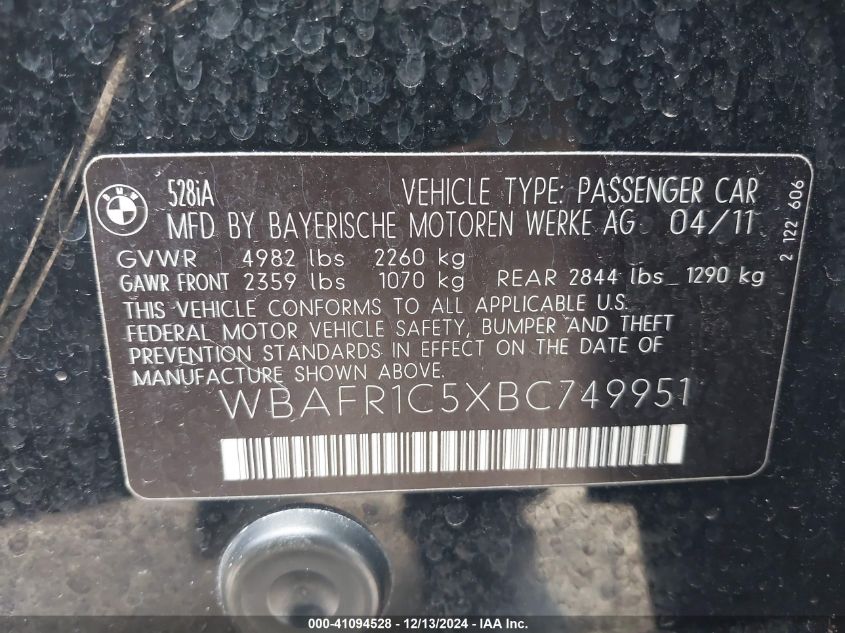 BMW
528iA VEHICLE TYPE: PASSENGER CAR
MFD BY BAYERISCHE MOTOREN WERKE AG 04/11
GVWR 4982 lbs 2260 kg
GAWR FRONT 2359 lbs 1070 kg REAR 2844 lbs 1290 kg
THIS VEHICLE CONFORMS TO ALL APPLICABLE U.S.
FEDERAL MOTOR VEHICLE SAFETY, BUMPER AND THEFT
PREVENTION STANDARDS IN EFFECT ON THE DATE OF
MANUFACTURE SHOWN ABOVE.
WBAFR1C5XBC749951
2 122 606
000-41094528 - 12/13/2024 - IAA Inc.